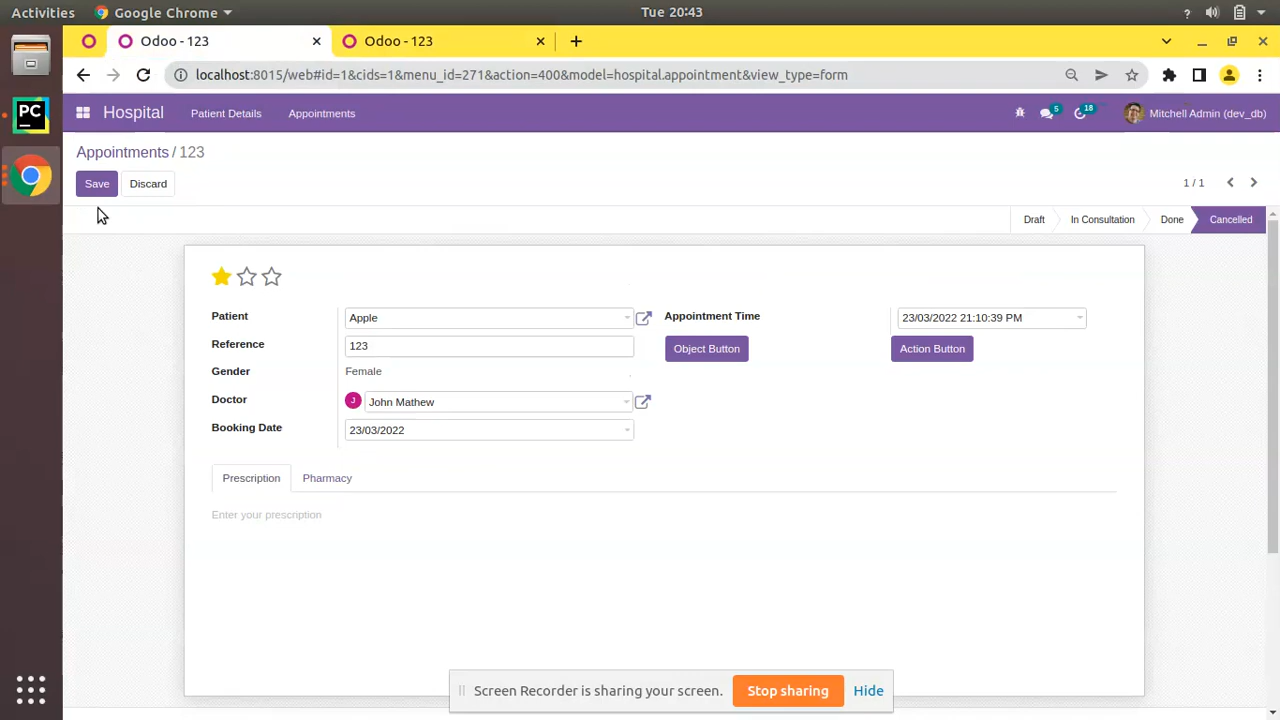 Activities Google Chrome Tue 20:43 ?
Odoo - 123 Odoo - 123
localhost:8015/web#id=1&cids=1&menu_id=271&action=400&model=hospital.appointment&view_type=form
PC Hospital Patient Details Appointments 5 18 Mitchell Admin (dev_db)
Appointments / 123
Save Discard 1 / 1
Draft In Consultation Done Cancelled
Patient Apple Appointment Time 23/03/2022 21:10:39 PM
Reference 123 Object Button Action Button
Gender Female
Doctor J John Mathew
Booking Date 23/03/2022
Prescription Pharmacy
Enter your prescription
Screen Recorder is sharing your screen. Stop sharing Hide